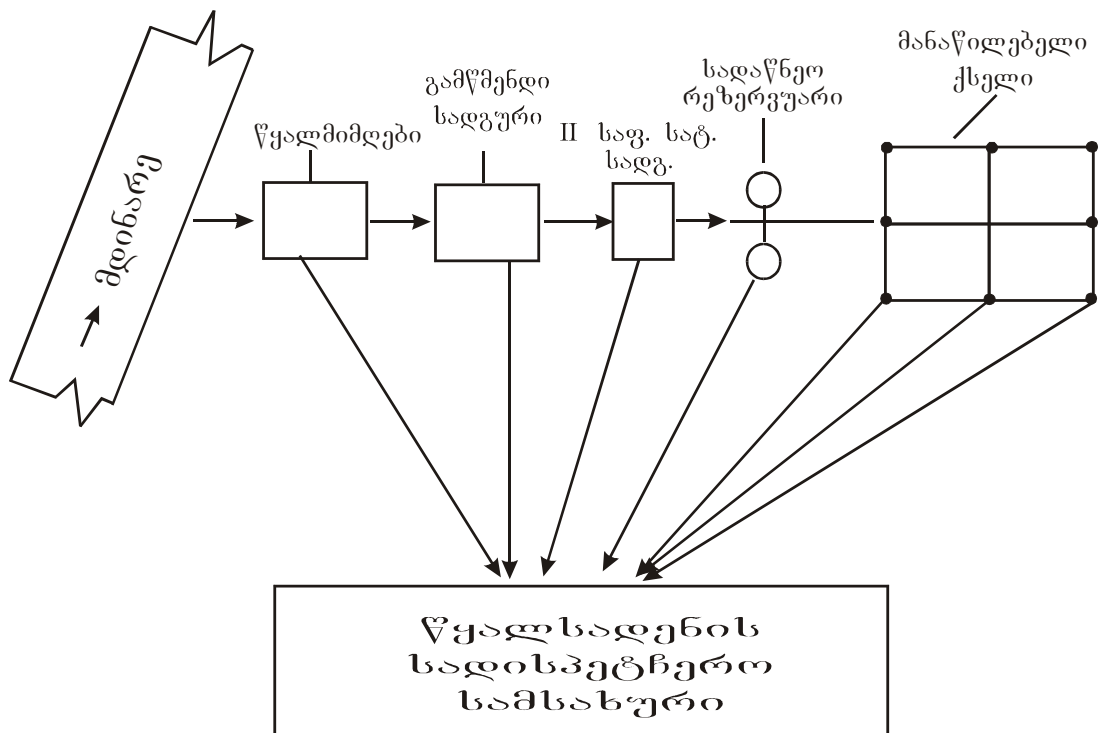 მდინარე
წყალმიმღები
გამწმენდი
სადგური
II საფ. სატ.
სადგ.
სადაწნეო
რეზერვუარი
მანაწილებელი
ქსელი
წყალსადენის
სადისპეტჩერო
სამსახური